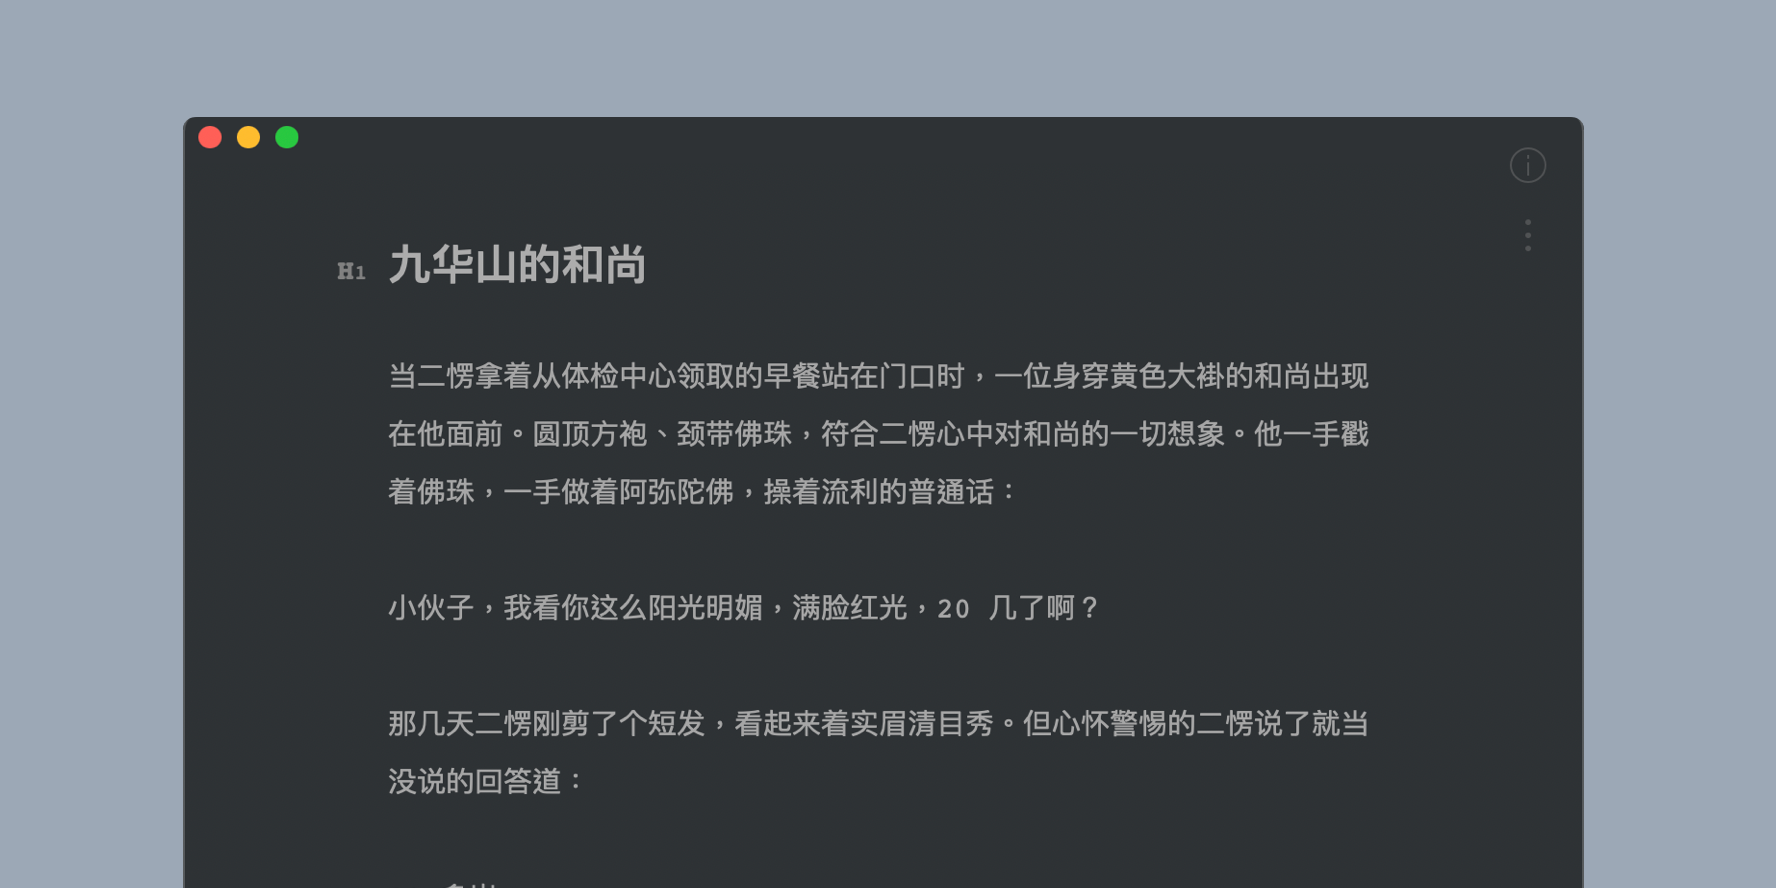 H1 九华山的和尚
当二愣拿着从体检中心领取的早餐站在门口时，一位身穿黄色大褂的和尚出现
在他面前。圆顶方袍、颈带佛珠，符合二愣心中对和尚的一切想象。他一手戳
着佛珠，一手做着阿弥陀佛，操着流利的普通话：
小伙子，我看你这么阳光明媚，满脸红光，20 几了啊？
那几天二愣刚剪了个短发，看起来着实眉清目秀。但心怀警惕的二愣说了就当
没说的回答道：